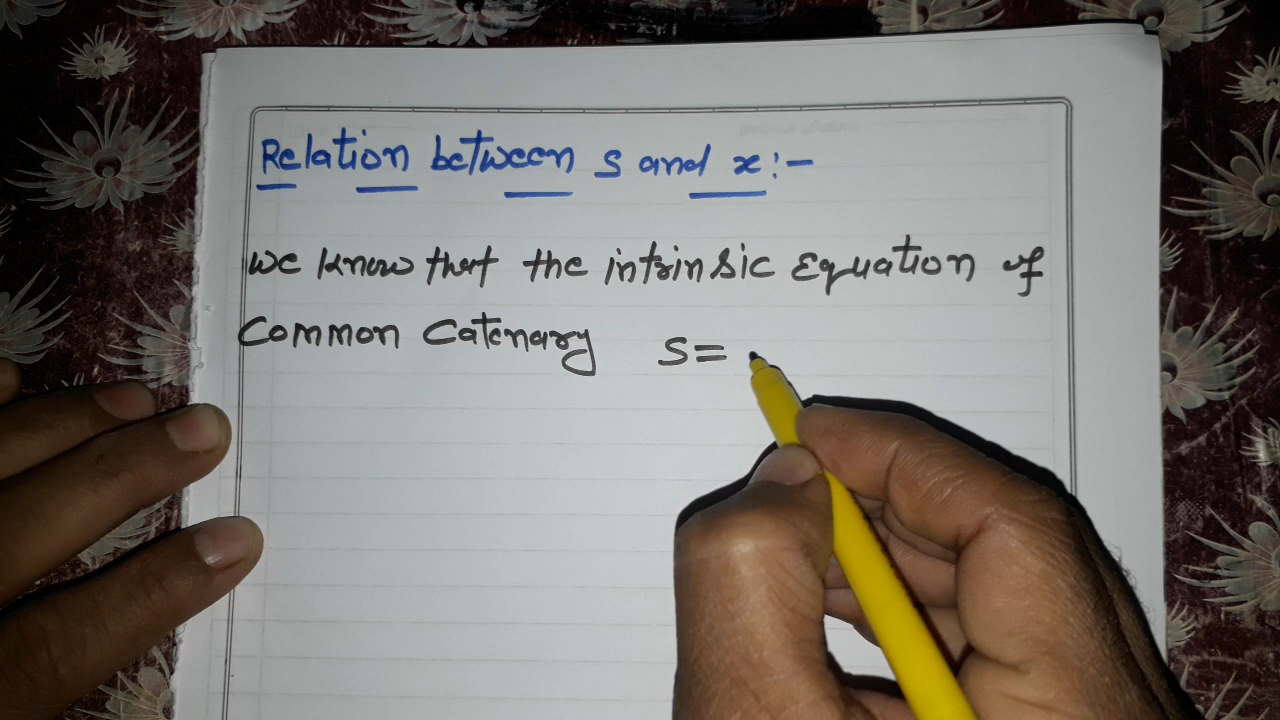 Relation between s and x:-
We know that the intrinsic Equation of
Common Catenary s=